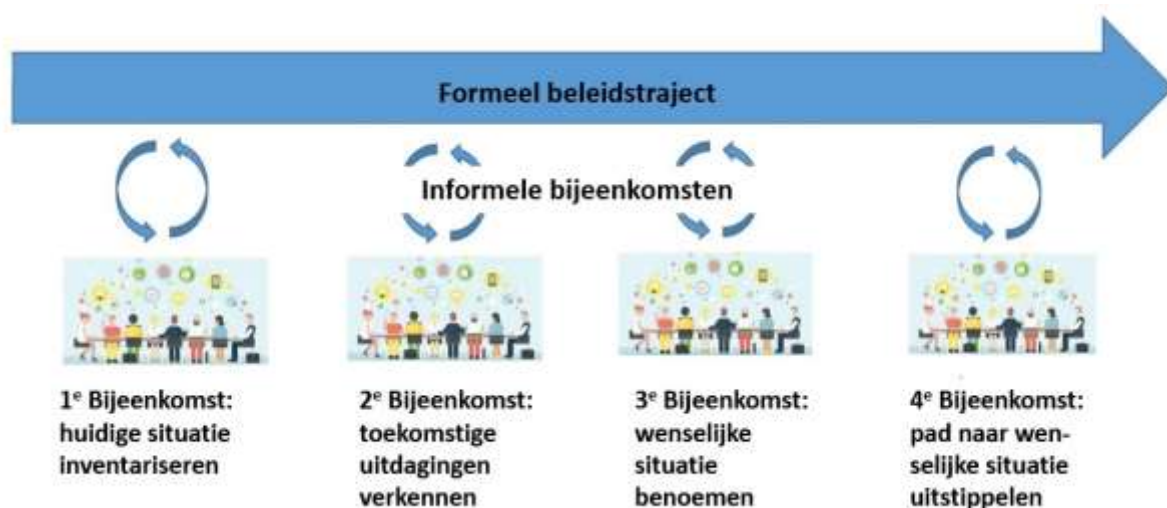 Formeel beleidstraject
Informele bijeenkomsten
1e Bijeenkomst:
huidige situatie
inventariseren
2e Bijeenkomst:
toekomstige
uitdagingen
verkennen
3e Bijeenkomst:
wenselijke
situatie
benoemen
4e Bijeenkomst:
pad naar wen-
selijke situatie
uitstippelen